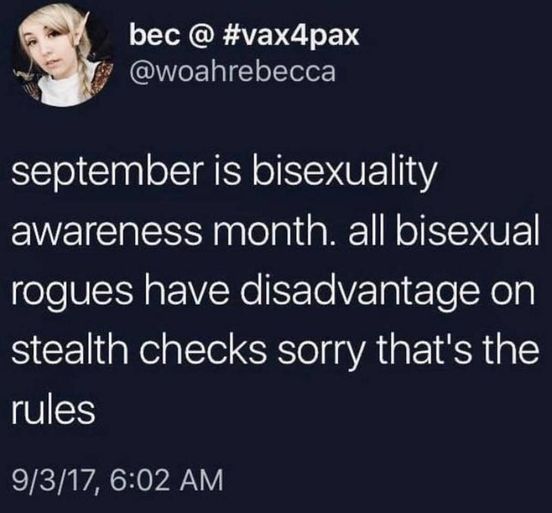 bec @ #vax4pax
@woahrebecca
september is bisexuality
awareness month. all bisexual
rogues have disadvantage on
stealth checks sorry that's the
rules
9/3/17, 6:02 AM